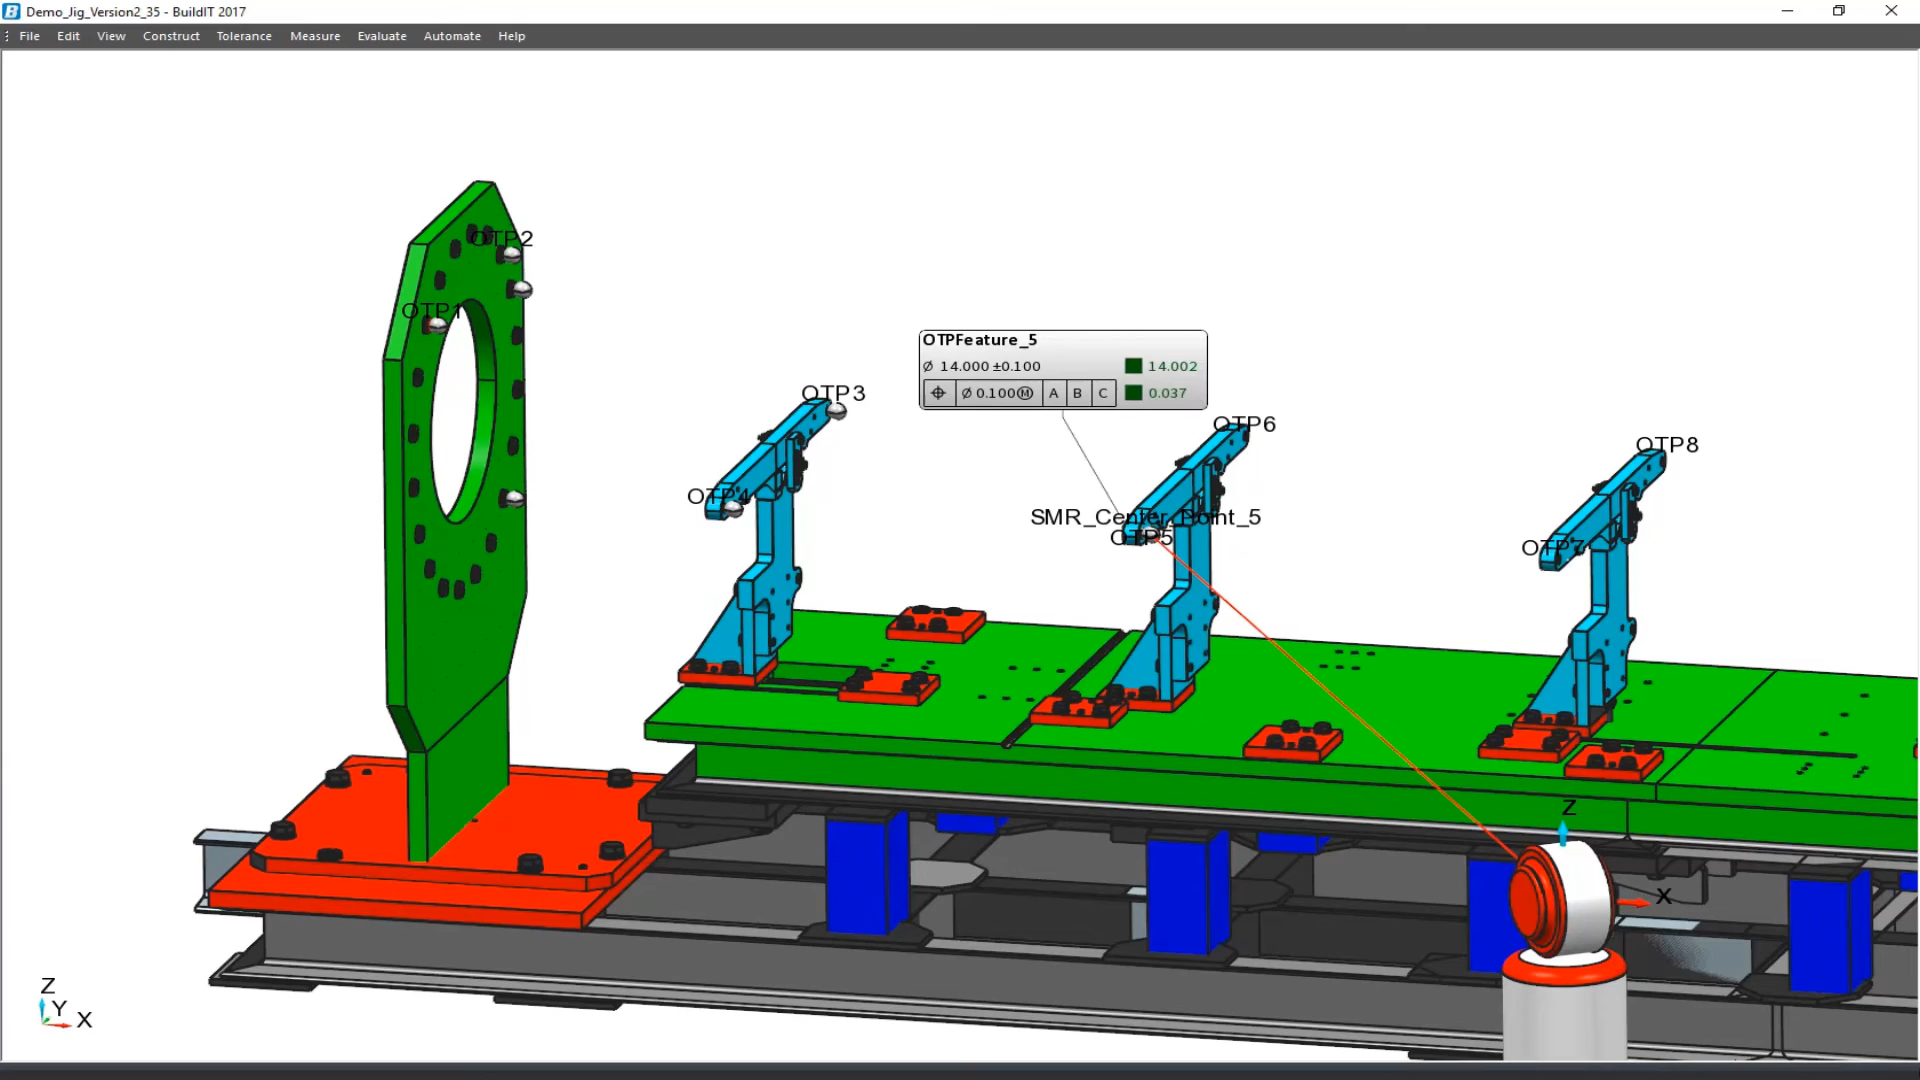 Demo_Jig_Version2_35 - BuildIT 2017
File Edit View Construct Tolerance Measure Evaluate Automate Help
OTP2
OTP1
OTPFeature_5
Ø 14.000 ±0.100 14.002
⌖ Ø 0.100Ⓜ A B C 0.037
OTP3
OTP6
OTP8
OTP4
SMR_Center_Point_5
OTP5
OTP7
Z
X
Z
Y
X